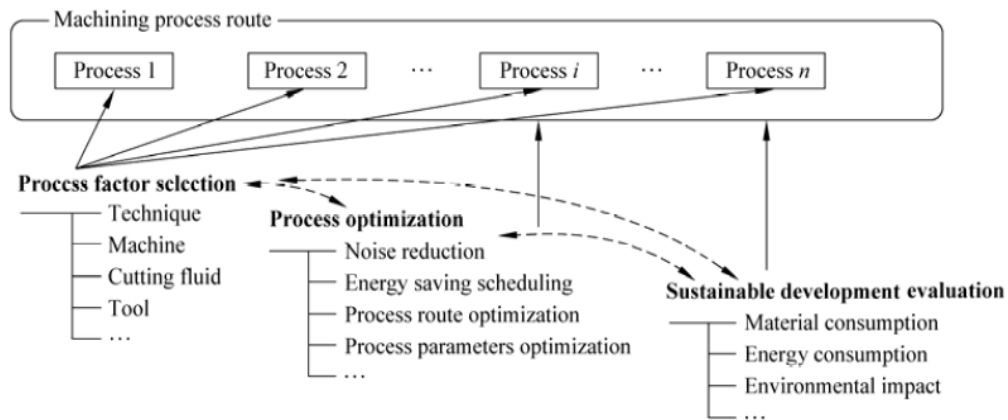 Machining process route
Process 1 Process 2 ... Process i ... Process n
Process factor selection
Technique
Machine
Cutting fluid
Tool
...
Process optimization
Noise reduction
Energy saving scheduling
Process route optimization
Process parameters optimization
...
Sustainable development evaluation
Material consumption
Energy consumption
Environmental impact
...